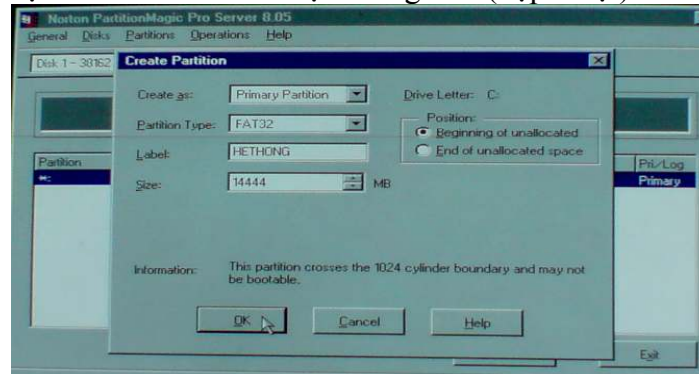 Norton PartitionMagic Pro Server 8.05
General Disks Partitions Operations Help
Disk 1 - 38162
Create Partition
Create as: Primary Partition
Drive Letter: C:
Partition Type: FAT32
Position:
Beginning of unallocated
End of unallocated space
Label: HETHONG
Size: 14444 MB
Partition
Pri/Log
*:
Primary
Information: This partition crosses the 1024 cylinder boundary and may not
be bootable.
OK Cancel Help
Exit